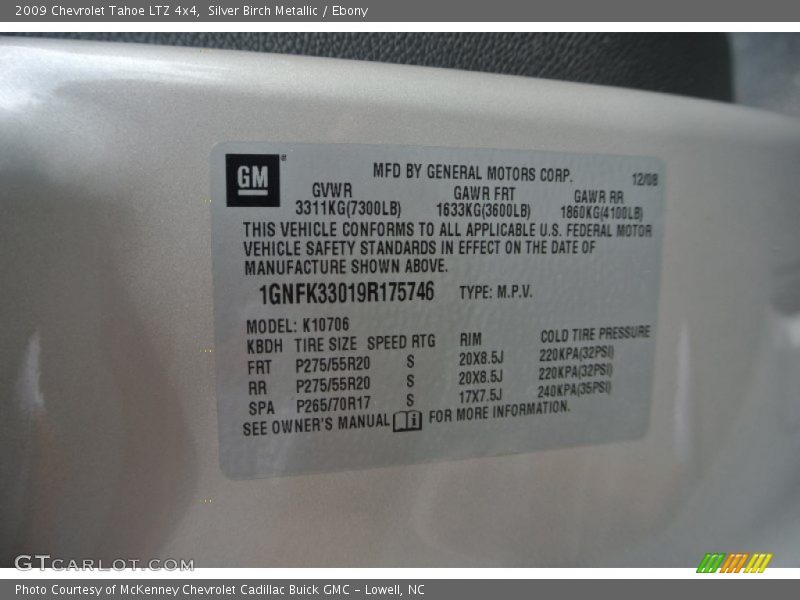 2009 Chevrolet Tahoe LTZ 4x4, Silver Birch Metallic / Ebony
GM®
MFD BY GENERAL MOTORS CORP. 12/08
GVWR GAWR FRT GAWR RR
3311KG(7300LB) 1633KG(3600LB) 1860KG(4100LB)
THIS VEHICLE CONFORMS TO ALL APPLICABLE U.S. FEDERAL MOTOR
VEHICLE SAFETY STANDARDS IN EFFECT ON THE DATE OF
MANUFACTURE SHOWN ABOVE.
1GNFK33019R175746 TYPE: M.P.V.
MODEL: K10706
KBDH TIRE SIZE SPEED RTG RIM COLD TIRE PRESSURE
FRT P275/55R20 S 20X8.5J 220KPA(32PSI)
RR P275/55R20 S 20X8.5J 220KPA(32PSI)
SPA P265/70R17 S 17X7.5J 240KPA(35PSI)
SEE OWNER'S MANUAL i FOR MORE INFORMATION.
GTCARLOT.COM
Photo Courtesy of McKenney Chevrolet Cadillac Buick GMC - Lowell, NC